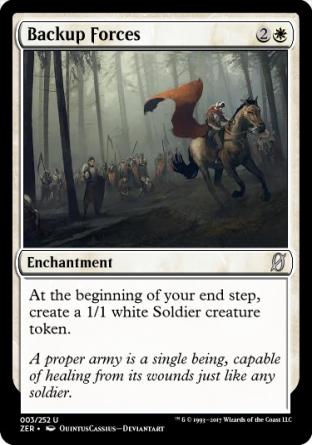 Backup Forces 2
Enchantment
At the beginning of your end step,
create a 1/1 white Soldier creature
token.
A proper army is a single being, capable
of healing from its wounds just like any
soldier.
003/252 U
ZER • QuintusCassius—Deviantart
™ & © 1993–2017 Wizards of the Coast LLC